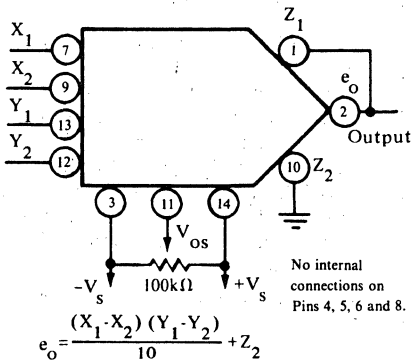 X1
7
X2
9
Y1
13
Y2
12
Z1
1
eo
2
Output
10
Z2
3
11
14
Vos
-Vs
100kΩ
+Vs
No internal
connections on
Pins 4, 5, 6 and 8.
eo = (X1-X2) (Y1-Y2) / 10 + Z2